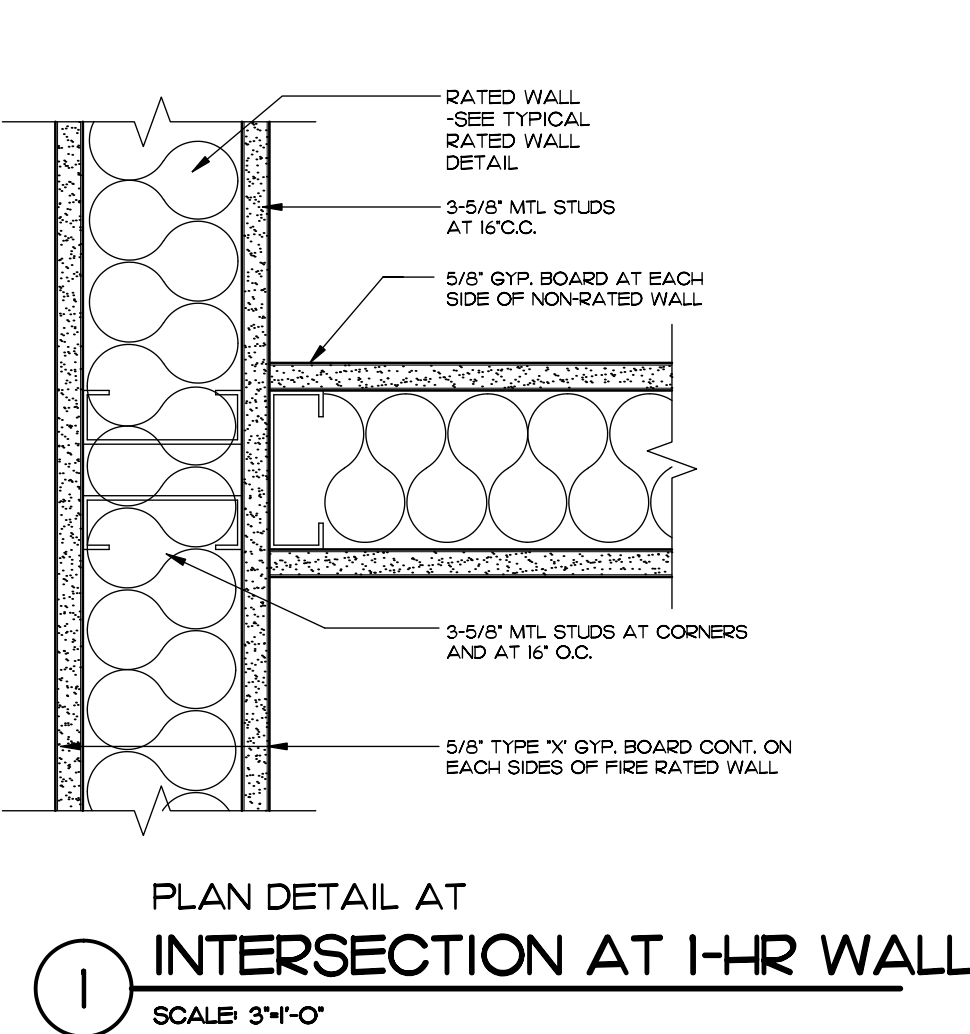 RATED WALL
-SEE TYPICAL
RATED WALL
DETAIL
3-5/8" MTL STUDS
AT 16"C.C.
5/8" GYP. BOARD AT EACH
SIDE OF NON-RATED WALL
3-5/8" MTL STUDS AT CORNERS
AND AT 16" O.C.
5/8" TYPE "X" GYP. BOARD CONT. ON
EACH SIDES OF FIRE RATED WALL
PLAN DETAIL AT
INTERSECTION AT 1-HR WALL
1
SCALE: 3"=1'-0"